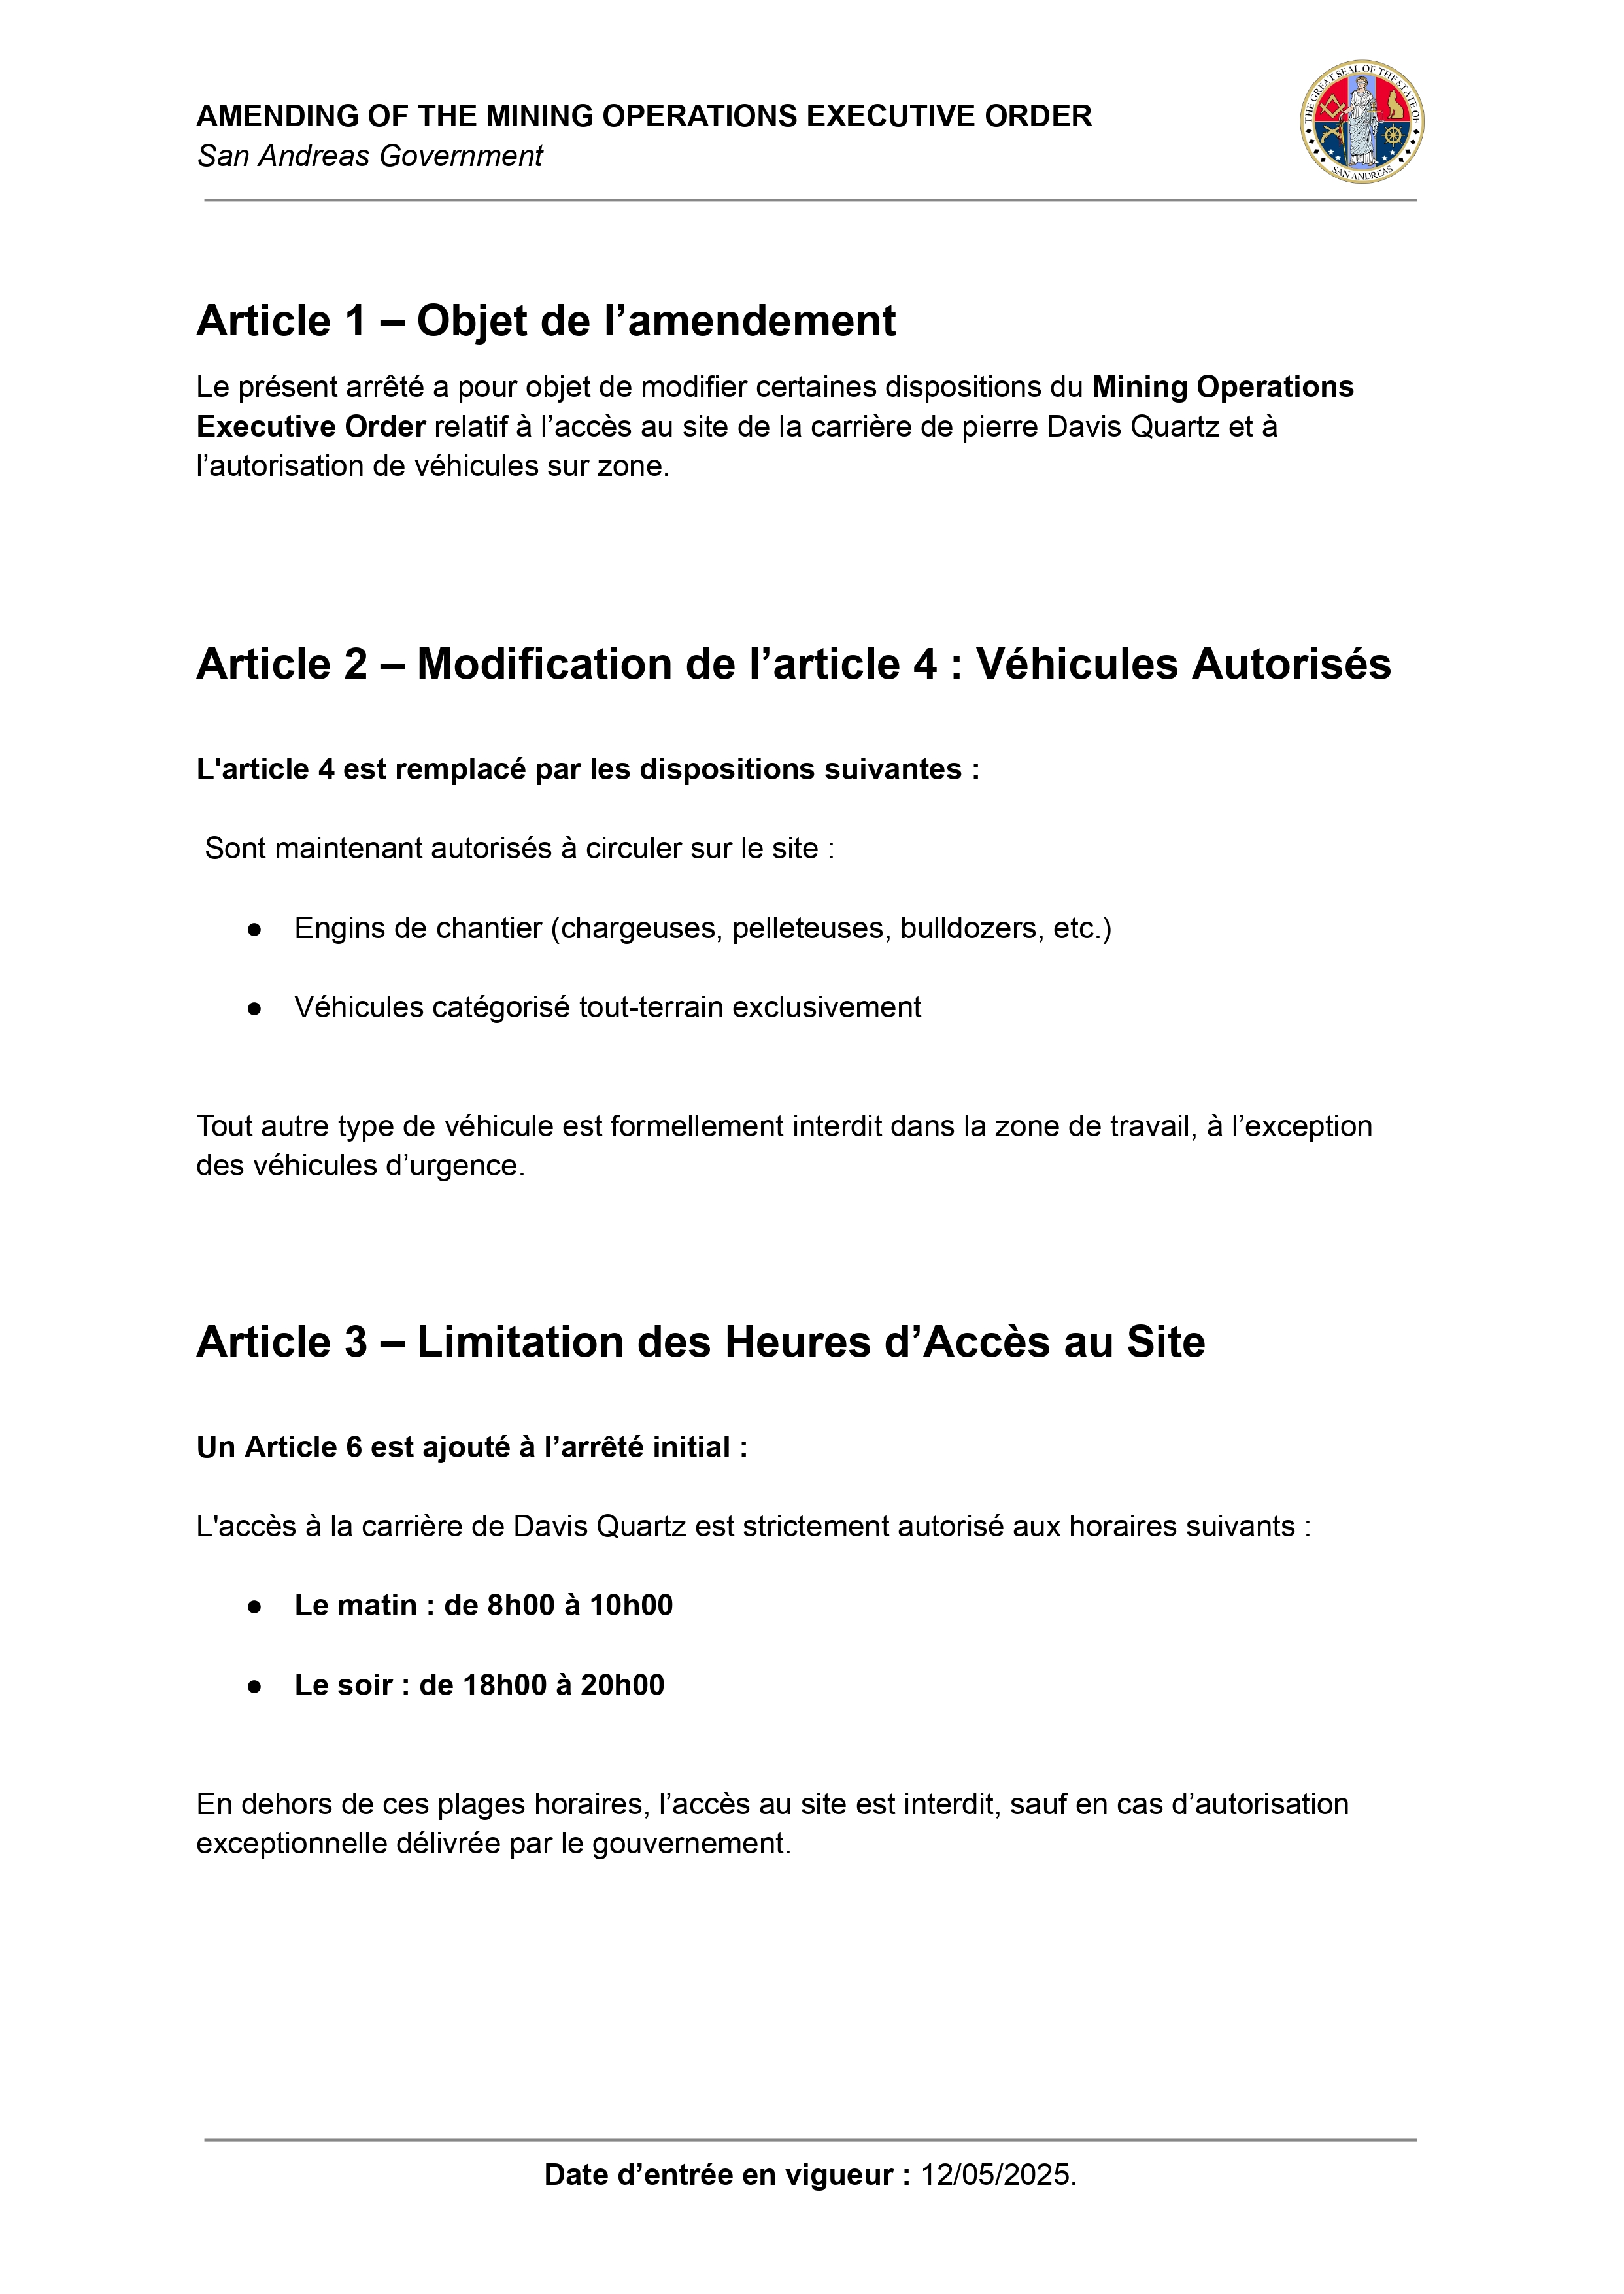 AMENDING OF THE MINING OPERATIONS EXECUTIVE ORDER
San Andreas Government
THE GREAT SEAL OF THE STATE OF
SAN ANDREAS
Article 1 – Objet de l’amendement
Le présent arrêté a pour objet de modifier certaines dispositions du Mining Operations
Executive Order relatif à l’accès au site de la carrière de pierre Davis Quartz et à
l’autorisation de véhicules sur zone.
Article 2 – Modification de l’article 4 : Véhicules Autorisés
L'article 4 est remplacé par les dispositions suivantes :
Sont maintenant autorisés à circuler sur le site :
● Engins de chantier (chargeuses, pelleteuses, bulldozers, etc.)
● Véhicules catégorisé tout-terrain exclusivement
Tout autre type de véhicule est formellement interdit dans la zone de travail, à l’exception
des véhicules d’urgence.
Article 3 – Limitation des Heures d’Accès au Site
Un Article 6 est ajouté à l’arrêté initial :
L'accès à la carrière de Davis Quartz est strictement autorisé aux horaires suivants :
● Le matin : de 8h00 à 10h00
● Le soir : de 18h00 à 20h00
En dehors de ces plages horaires, l’accès au site est interdit, sauf en cas d’autorisation
exceptionnelle délivrée par le gouvernement.
Date d’entrée en vigueur : 12/05/2025.